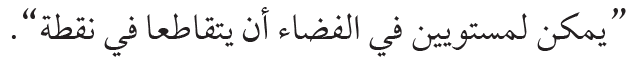 ”يمكن لمستويين في الفضاء أن يتقاطعا في نقطة“.